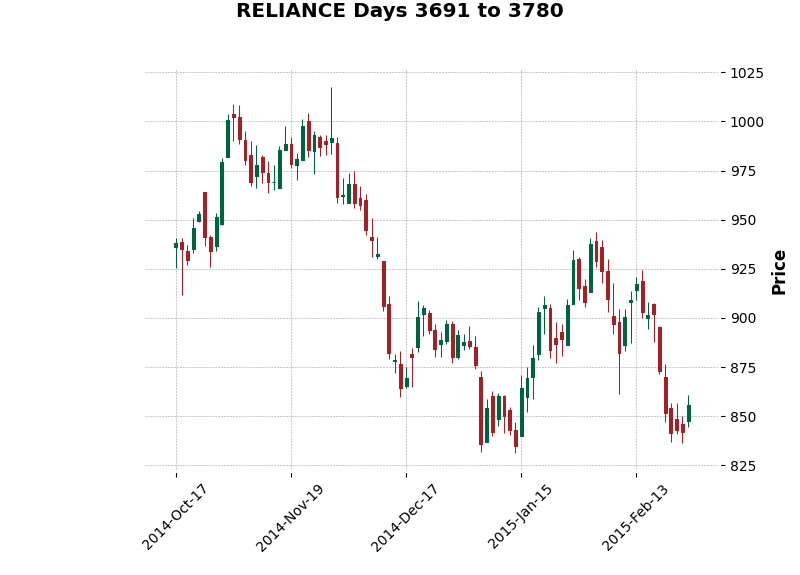 RELIANCE Days 3691 to 3780
1025
1000
975
950
925
900
875
850
825
Price
2014-Oct-17
2014-Nov-19
2014-Dec-17
2015-Jan-15
2015-Feb-13